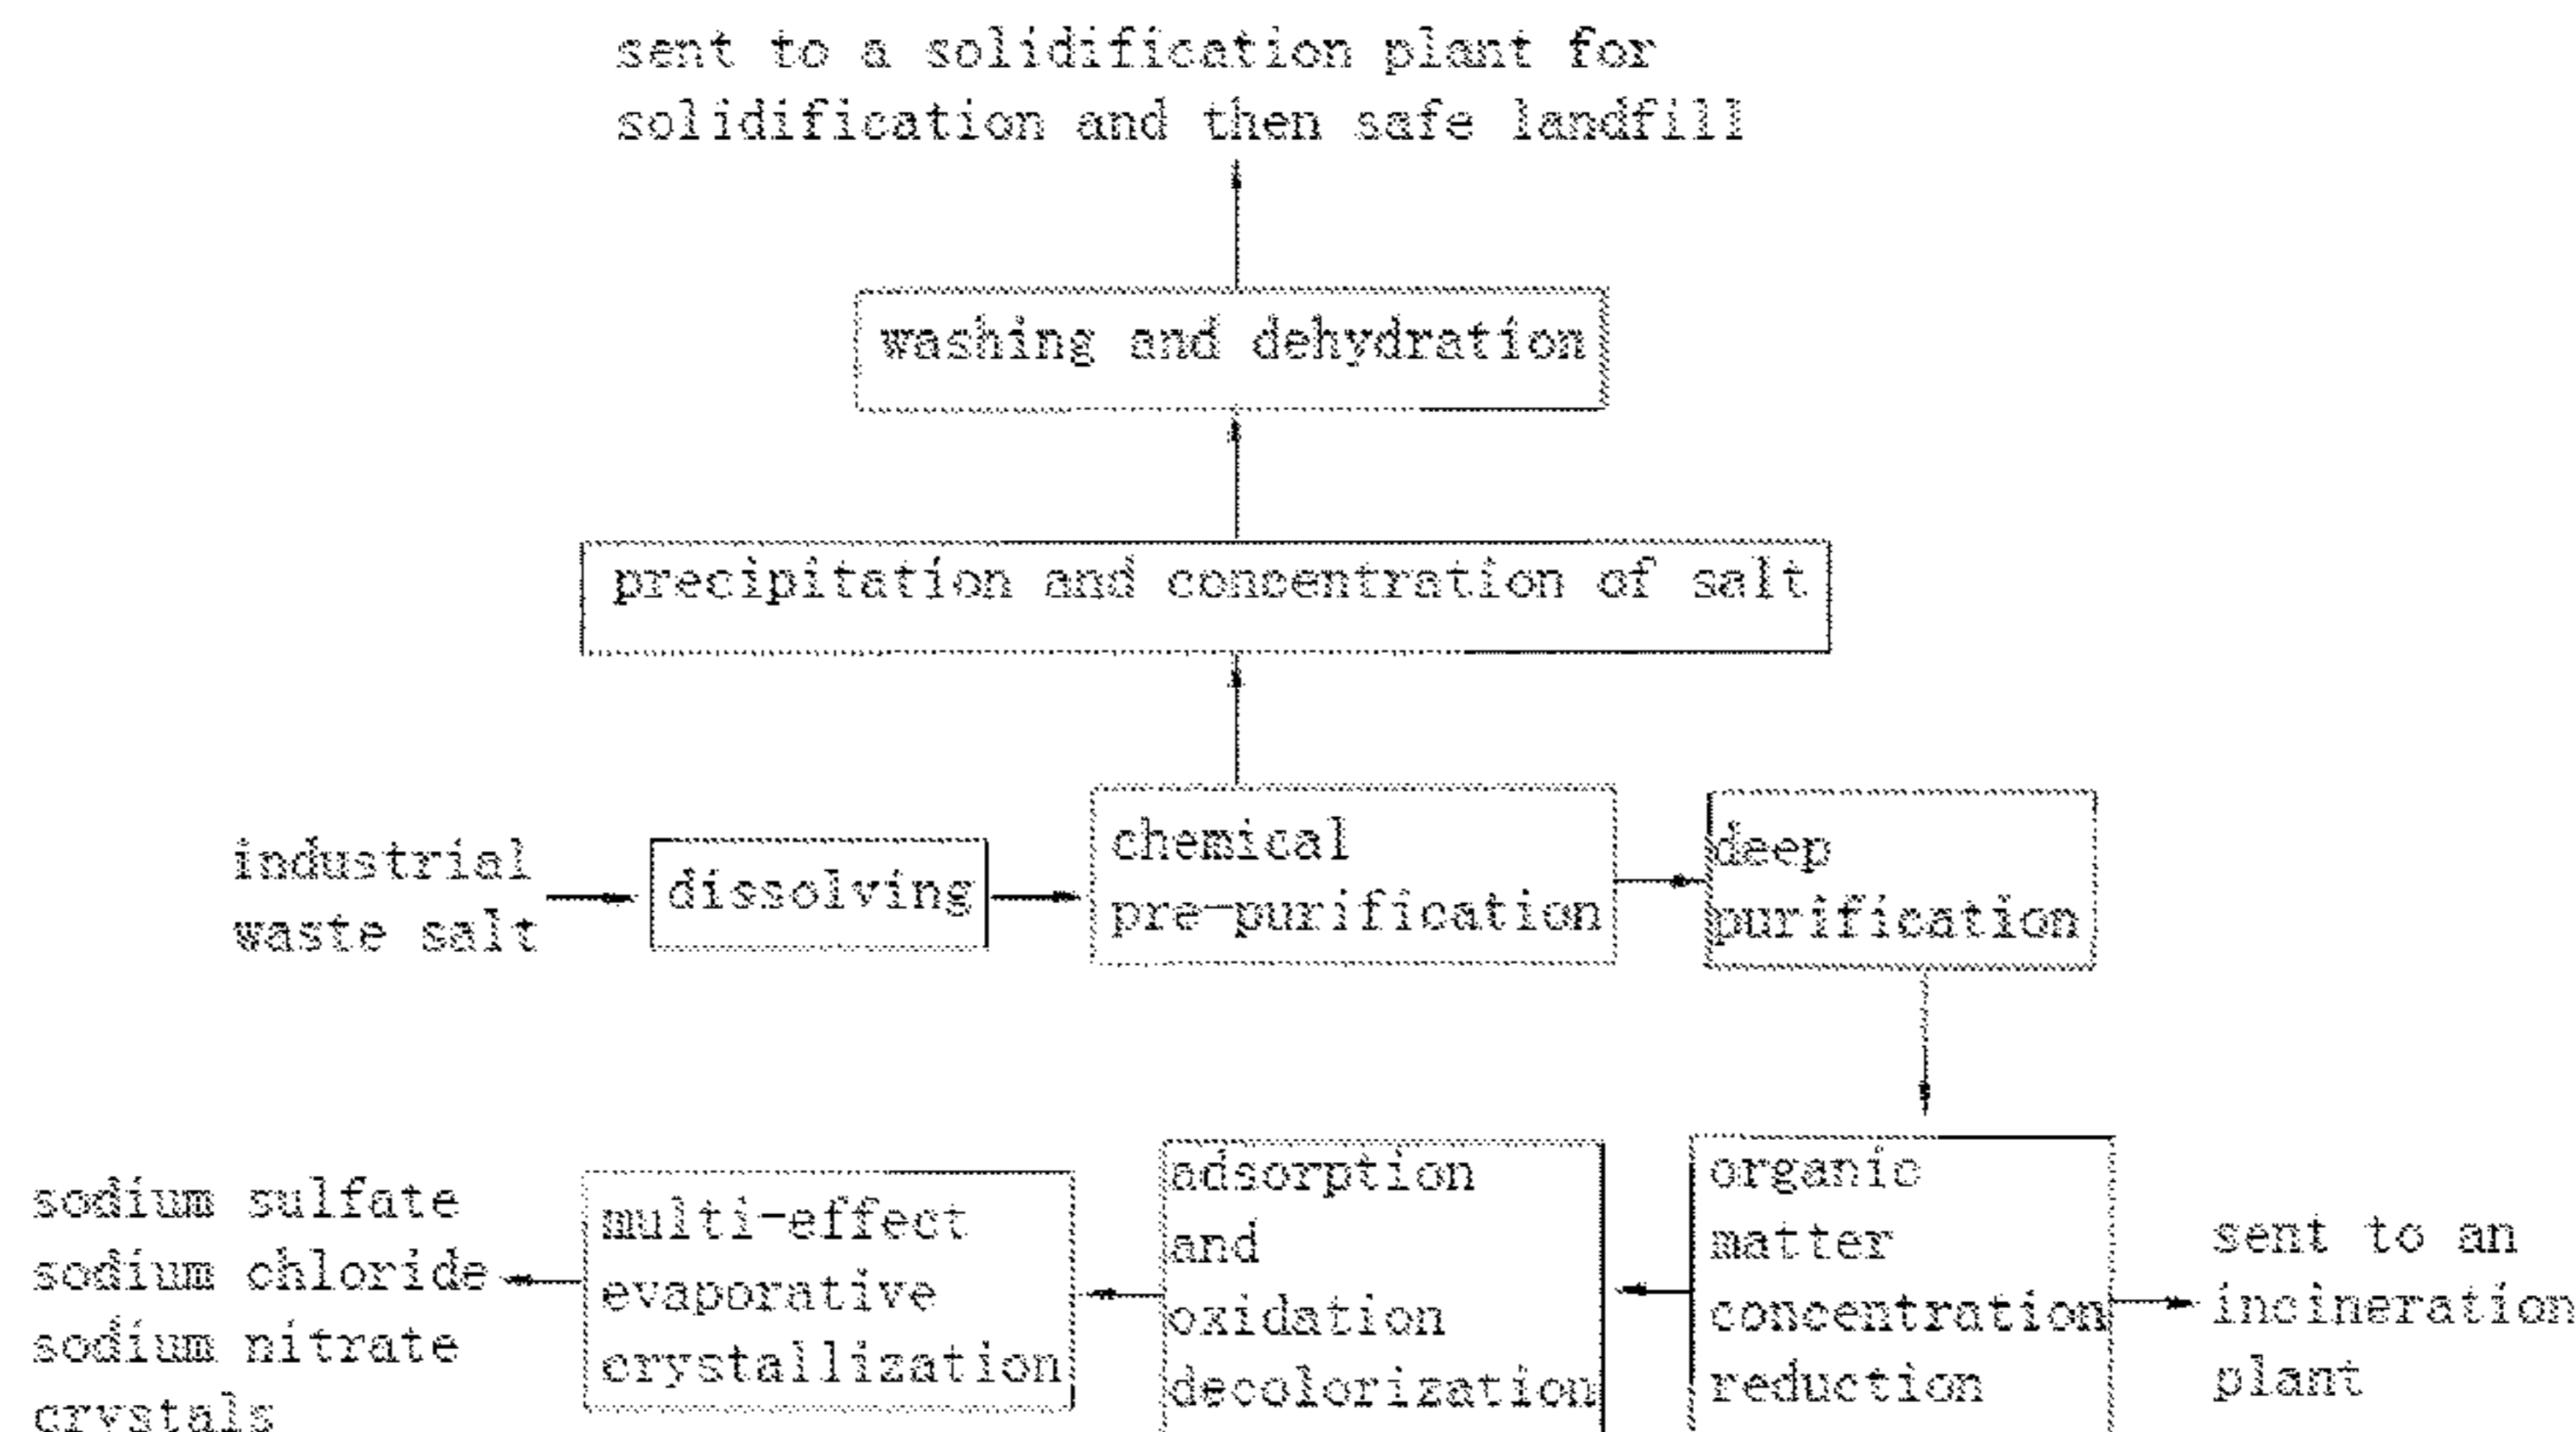 sent to a solidification plant for
solidification and then safe landfill
washing and dehydration
precipitation and concentration of salt
industrial
waste salt
dissolving
chemical
pre-purification
deep
purification
sodium sulfate
sodium chloride
sodium nitrate
crystals
multi-effect
evaporative
crystallization
adsorption
and
oxidation
decolorization
organic
matter
concentration
reduction
sent to an
incineration
plant